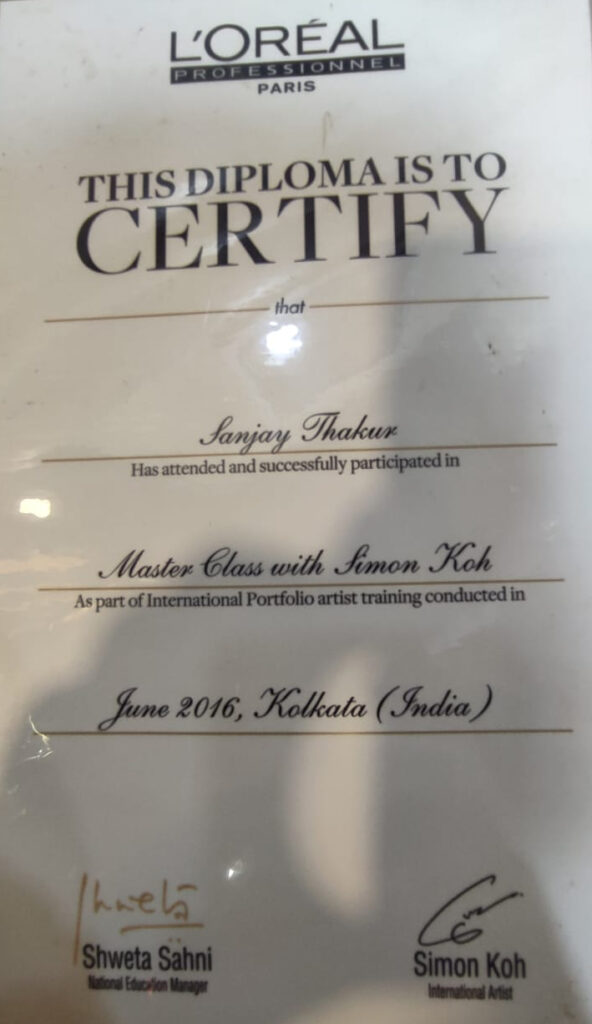 L'ORÉAL
PROFESSIONNEL
PARIS
THIS DIPLOMA IS TO
CERTIFY
that
Sanjay Thakur
Has attended and successfully participated in
Master Class with Simon Koh
As part of International Portfolio artist training conducted in
June 2016, Kolkata (India)
Shweta
Shweta Sahni
National Education Manager
Simon Koh
International Artist